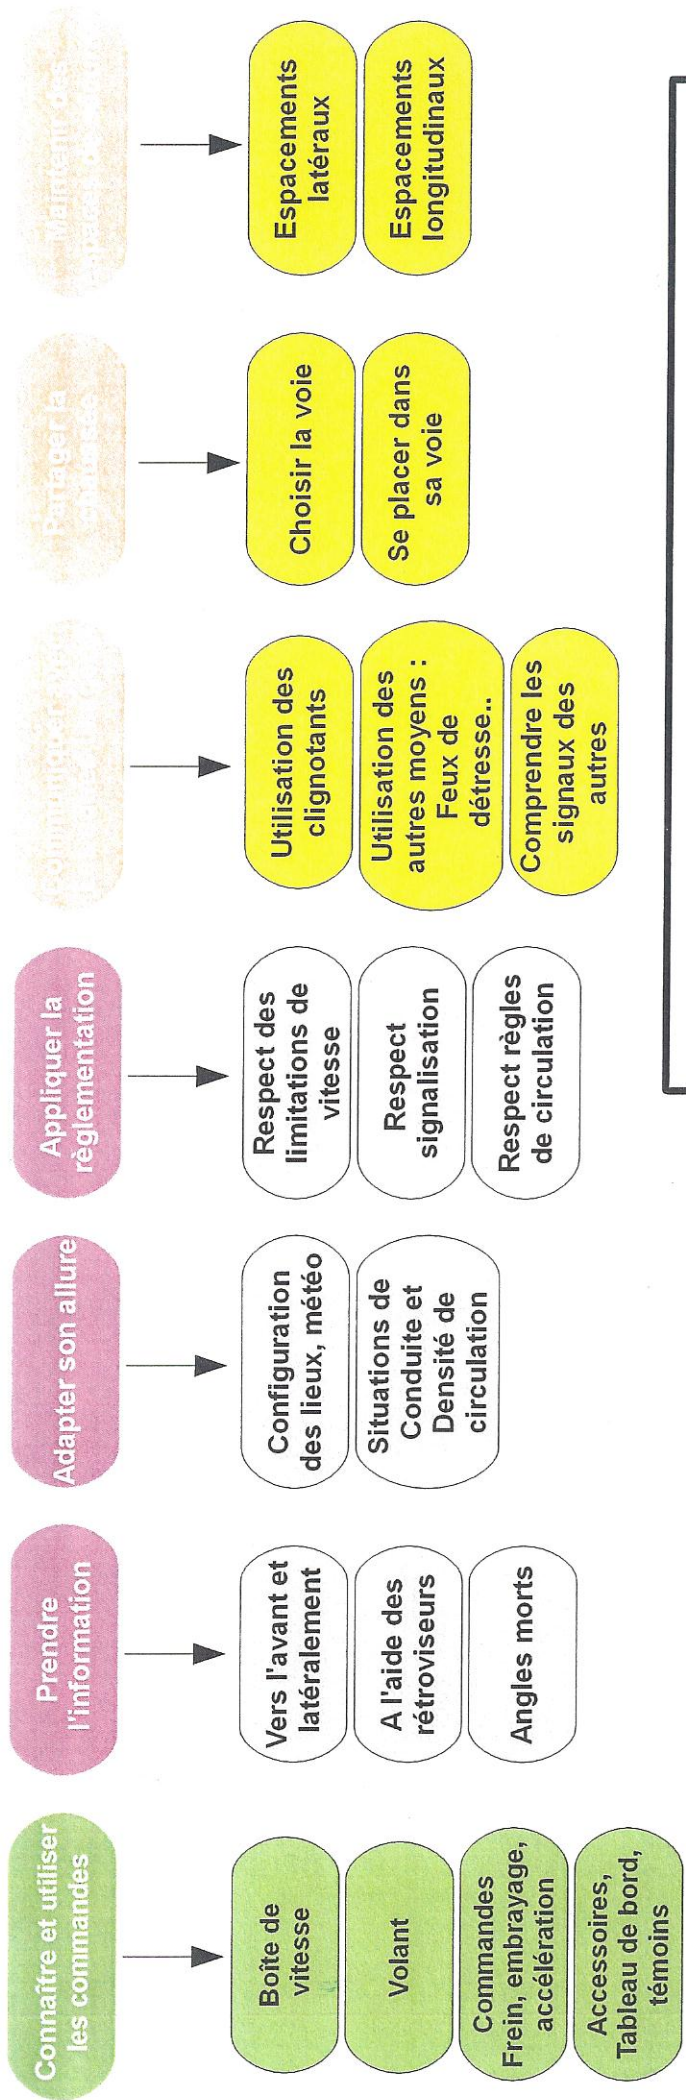 Connaître et utiliser
les commandes
Boîte de
vitesse
Volant
Commandes
Frein, embrayage,
accélération
Accessoires,
Tableau de bord,
témoins
Prendre
l'information
Vers l'avant et
latéralement
A l'aide des
rétroviseurs
Angles morts
Adapter son allure
Configuration
des lieux, météo
Situations de
Conduite et
Densité de
circulation
Appliquer la
règlementation
Respect des
limitations de
vitesse
Respect
signalisation
Respect règles
de circulation
Utilisation des
clignotants
Utilisation des
autres moyens :
Feux de
détresse..
Comprendre les
signaux des
autres
Partager la
chaussée
Choisir la voie
Se placer dans
sa voie
Maintenir des
Espacements
latéraux
Espacements
longitudinaux